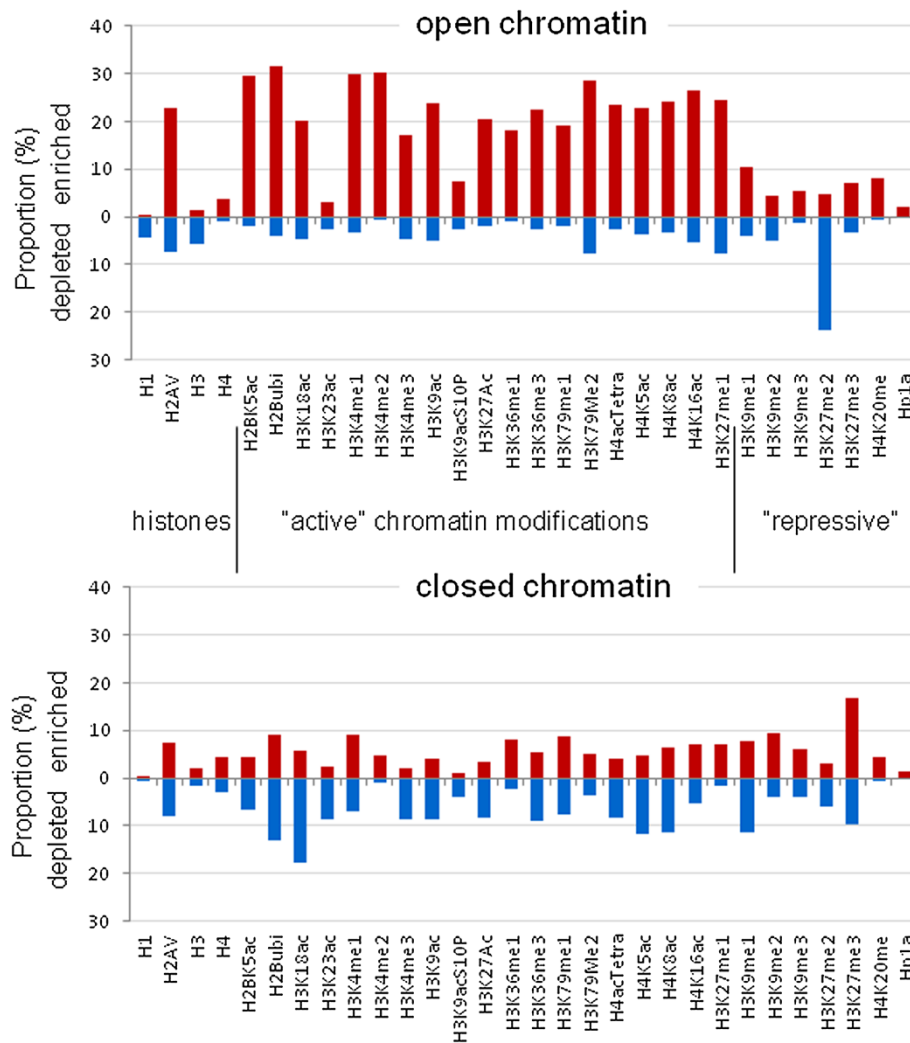 open chromatin
40
30
20
10
0
10
20
30
Proportion (%)
depleted enriched
H1
H2AV
H3
H4
H2BK5ac
H2Bubi
H3K18ac
H3K23ac
H3K4me1
H3K4me2
H3K4me3
H3K9ac
H3K9acS10P
H3K27Ac
H3K36me1
H3K36me3
H3K79me1
H3K79Me2
H4acTetra
H4K5ac
H4K8ac
H4K16ac
H3K27me1
H3K9me1
H3K9me2
H3K9me3
H3K27me2
H3K27me3
H4K20me
Hp1a
histones "active" chromatin modifications "repressive"
closed chromatin
40
30
20
10
0
10
20
30
Proportion (%)
depleted enriched
H1
H2AV
H3
H4
H2BK5ac
H2Bubi
H3K18ac
H3K23ac
H3K4me1
H3K4me2
H3K4me3
H3K9ac
H3K9acS10P
H3K27Ac
H3K36me1
H3K36me3
H3K79me1
H3K79Me2
H4acTetra
H4K5ac
H4K8ac
H4K16ac
H3K27me1
H3K9me1
H3K9me2
H3K9me3
H3K27me2
H3K27me3
H4K20me
Hp1a